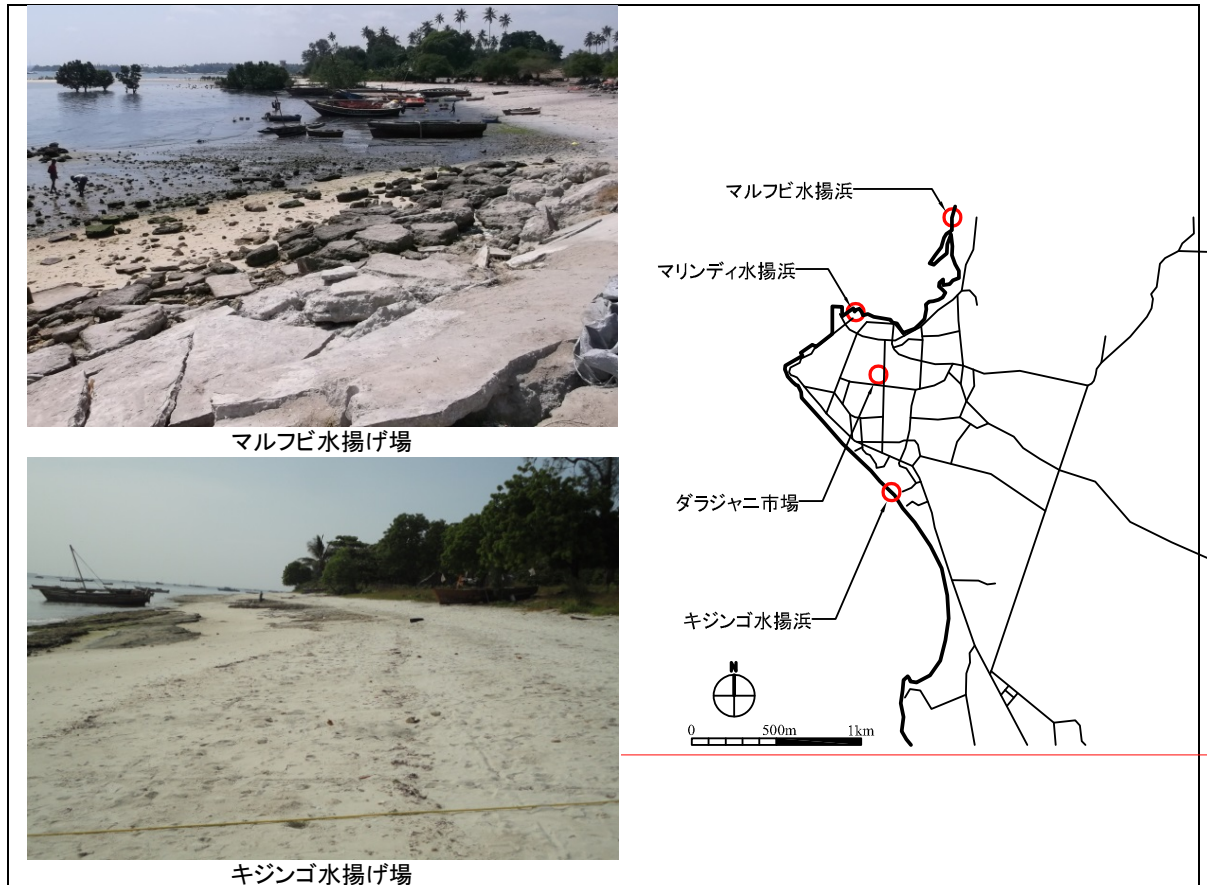 マルフビ水揚げ場
キジンゴ水揚げ場
マルフビ水揚浜
マリンディ水揚浜
ダラジャニ市場
キジンゴ水揚浜
N
0 500m 1km